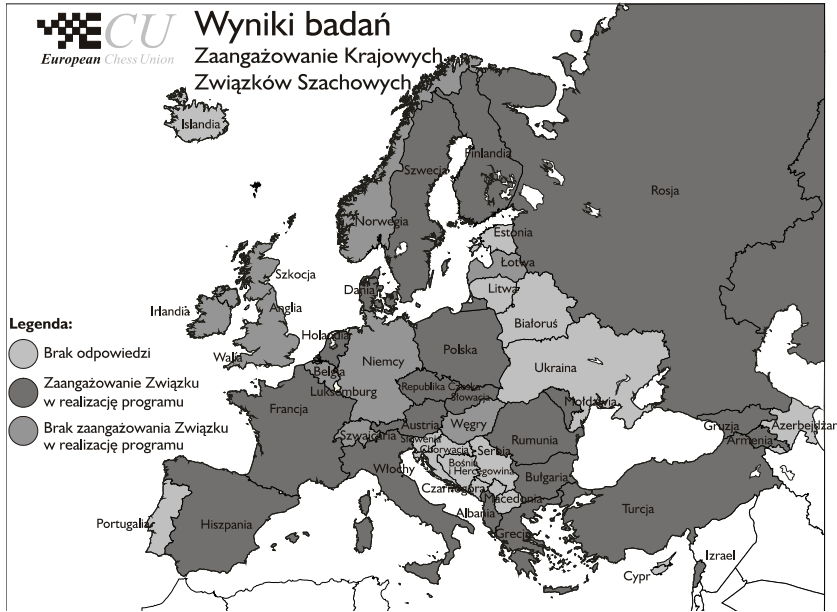 ECU
European Chess Union
Wyniki badań
Zaangażowanie Krajowych
Związków Szachowych
Islandia
Finlandia
Szwecja
Rosja
Norwegia
Estonia
Szkocja
Łotwa
Dania
Litwa
Irlandia
Anglia
Białoruś
Holandia
Walia
Niemcy
Polska
Ukraina
Belgia
Luksemburg
Republika Czeska
Słowacja
Mołdawia
Francja
Austria
Węgry
Szwajcaria
Słowenia
Chorwacja
Rumunia
Gruzja
Azerbejdżar
Armenia
Serbia
Bośnia
i Hercegowina
Włochy
Bułgaria
Czarnogóra
Macedonia
Portugalia
Hiszpania
Albania
Turcja
Grecja
Izrael
Cypr
Legenda:
Brak odpowiedzi
Zaangażowanie Związku
w realizację programu
Brak zaangażowania Związku
w realizację programu